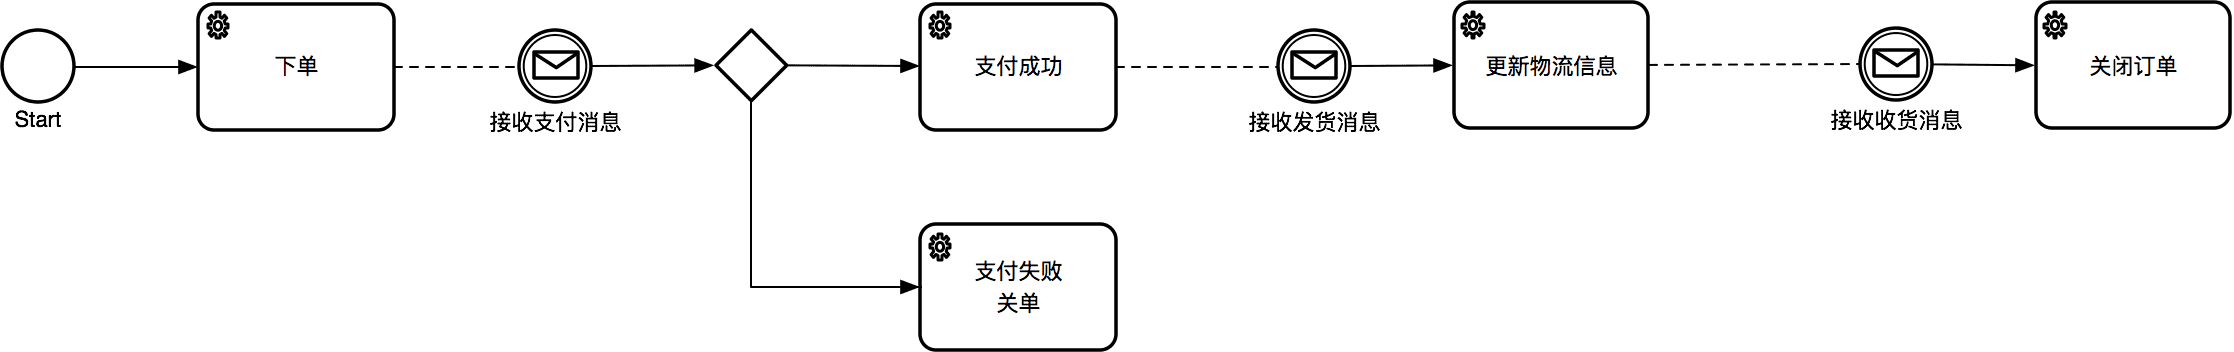 Start
下单
接收支付消息
支付成功
接收发货消息
更新物流信息
接收收货消息
关闭订单
支付失败
关单